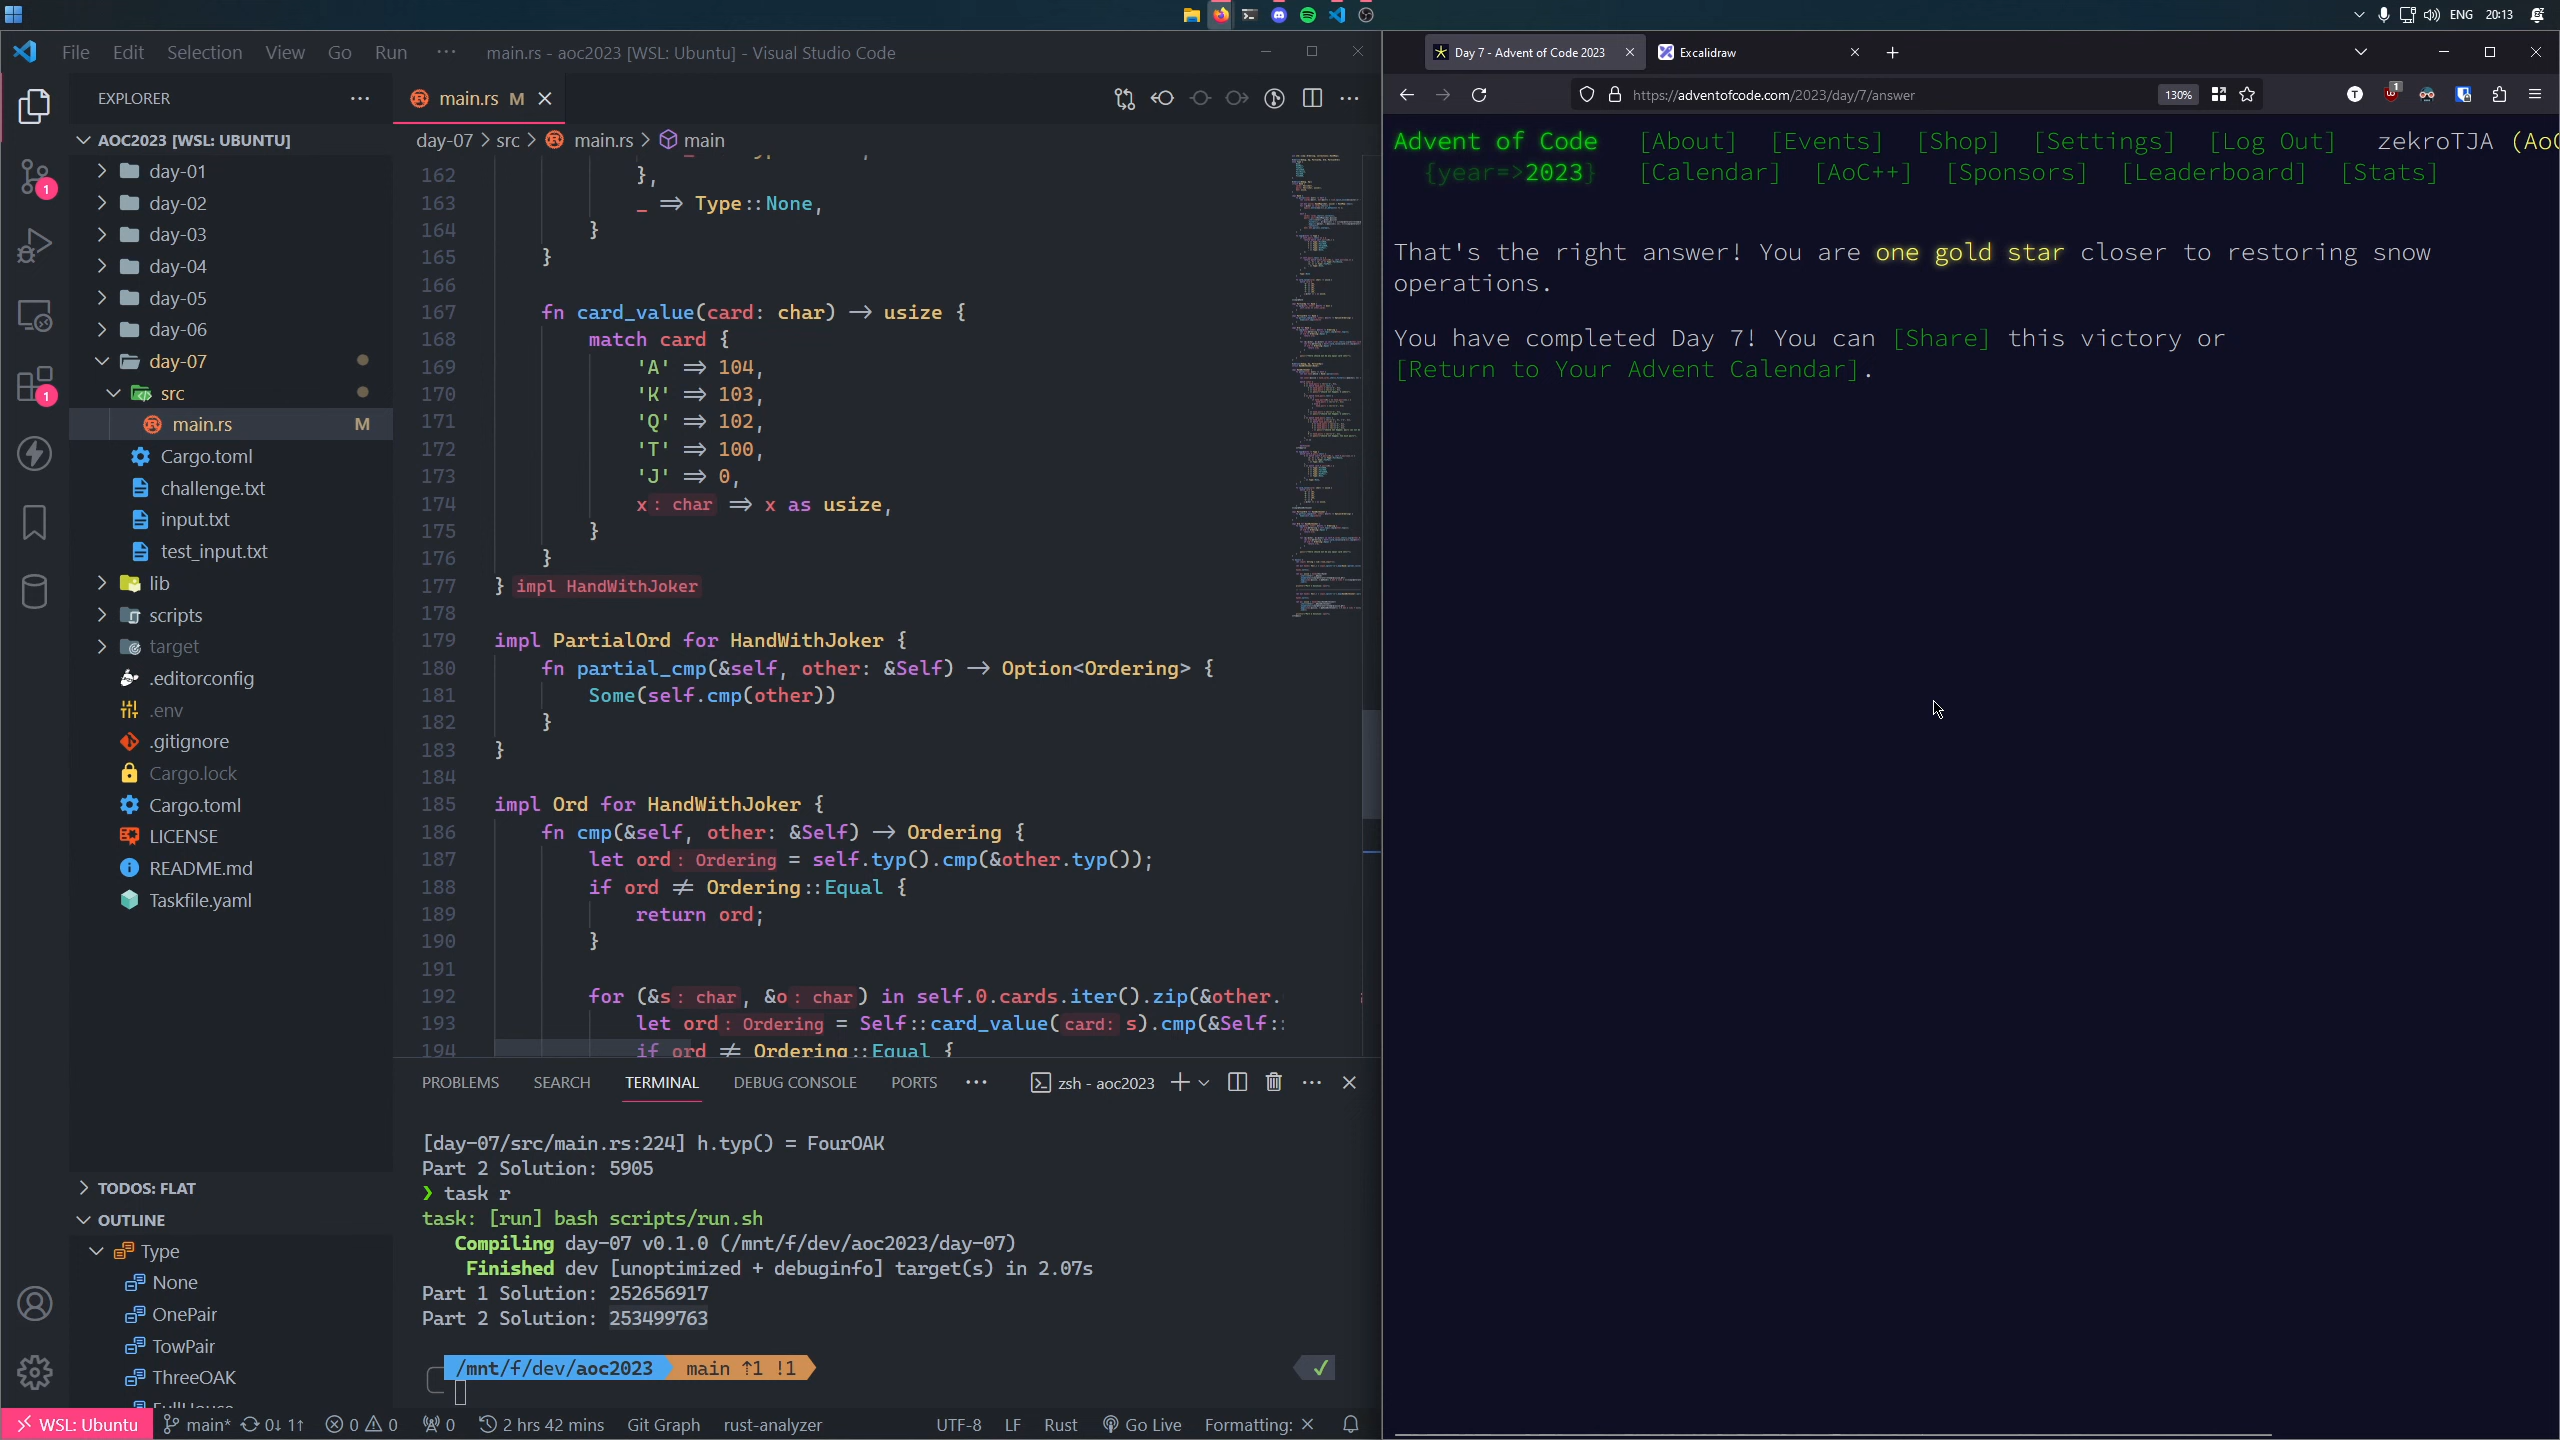 ENG 20:13
File Edit Selection View Go Run ··· main.rs - aoc2023 [WSL: Ubuntu] - Visual Studio Code
EXPLORER ···
AOC2023 [WSL: UBUNTU]
day-01
day-02
day-03
day-04
day-05
day-06
day-07
src
main.rs M
Cargo.toml
challenge.txt
input.txt
test_input.txt
lib
scripts
target
.editorconfig
.env
.gitignore
Cargo.lock
Cargo.toml
LICENSE
README.md
Taskfile.yaml
TODOS: FLAT
OUTLINE
Type
None
OnePair
TowPair
ThreeOAK
FullHouse
main.rs M
day-07 > src > main.rs > main
162 },
163 _ => Type::None,
164 }
165 }
166
167 fn card_value(card: char) -> usize {
168 match card {
169 'A' => 104,
170 'K' => 103,
171 'Q' => 102,
172 'T' => 100,
173 'J' => 0,
174 x: char => x as usize,
175 }
176 }
177 } impl HandWithJoker
178
179 impl PartialOrd for HandWithJoker {
180 fn partial_cmp(&self, other: &Self) -> Option<Ordering> {
181 Some(self.cmp(other))
182 }
183 }
184
185 impl Ord for HandWithJoker {
186 fn cmp(&self, other: &Self) -> Ordering {
187 let ord: Ordering = self.typ().cmp(&other.typ());
188 if ord != Ordering::Equal {
189 return ord;
190 }
191
192 for (&s: char, &o: char) in self.0.cards.iter().zip(&other.
193 let ord: Ordering = Self::card_value(card: s).cmp(&Self::
194 if ord != Ordering::Equal {
PROBLEMS SEARCH TERMINAL DEBUG CONSOLE PORTS ··· zsh - aoc2023
[day-07/src/main.rs:224] h.typ() = FourOAK
Part 2 Solution: 5905
❯ task r
task: [run] bash scripts/run.sh
Compiling day-07 v0.1.0 (/mnt/f/dev/aoc2023/day-07)
Finished dev [unoptimized + debuginfo] target(s) in 2.07s
Part 1 Solution: 252656917
Part 2 Solution: 253499763
/mnt/f/dev/aoc2023 main ⇡1 !1 ✓
WSL: Ubuntu main* 0↓ 1↑ 0 0 0 2 hrs 42 mins Git Graph rust-analyzer UTF-8 LF Rust Go Live Formatting: ×
Day 7 - Advent of Code 2023 Excalidraw
https://adventofcode.com/2023/day/7/answer 130% 1
Advent of Code [About] [Events] [Shop] [Settings] [Log Out] zekroTJA (AoC
{year=>2023} [Calendar] [AoC++] [Sponsors] [Leaderboard] [Stats]
That's the right answer! You are one gold star closer to restoring snow
operations.
You have completed Day 7! You can [Share] this victory or
[Return to Your Advent Calendar].